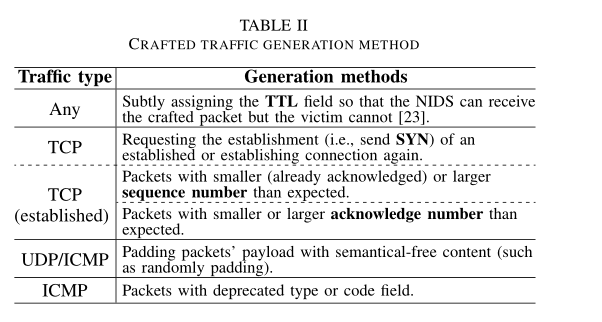 TABLE II
CRAFTED TRAFFIC GENERATION METHOD
Traffic type Generation methods
Any
Subtly assigning the TTL field so that the NIDS can receive
the crafted packet but the victim cannot [23].
TCP
Requesting the establishment (i.e., send SYN) of an
established or establishing connection again.
TCP
(established)
Packets with smaller (already acknowledged) or larger
sequence number than expected.
Packets with smaller or larger acknowledge number than
expected.
UDP/ICMP
Padding packets' payload with semantical-free content (such
as randomly padding).
ICMP
Packets with deprecated type or code field.